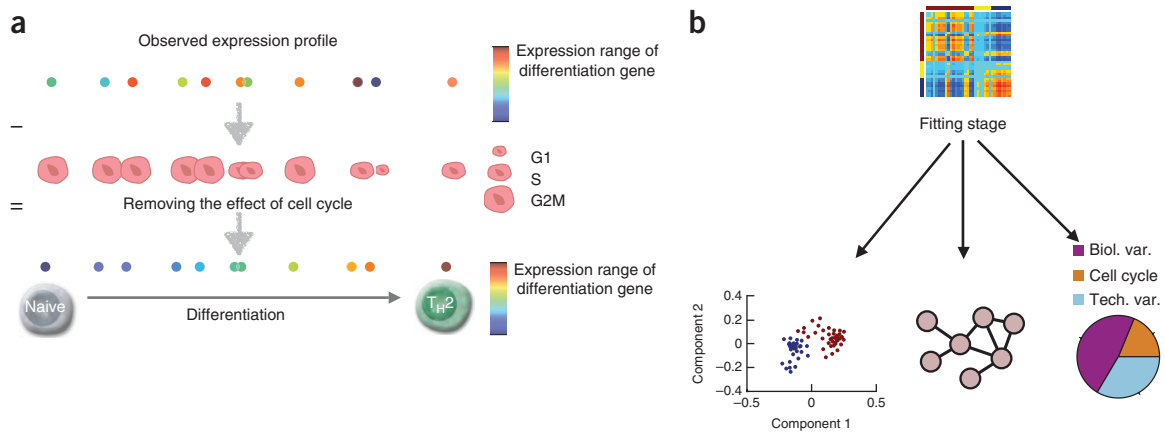 a
Observed expression profile
Expression range of
differentiation gene
–
G1
S
G2M
=
Removing the effect of cell cycle
Expression range of
differentiation gene
Naive
TH2
Differentiation
b
Fitting stage
Biol. var.
Cell cycle
Tech. var.
Component 2
0.4
0.2
0
–0.2
–0.4
–0.5
0
0.5
Component 1